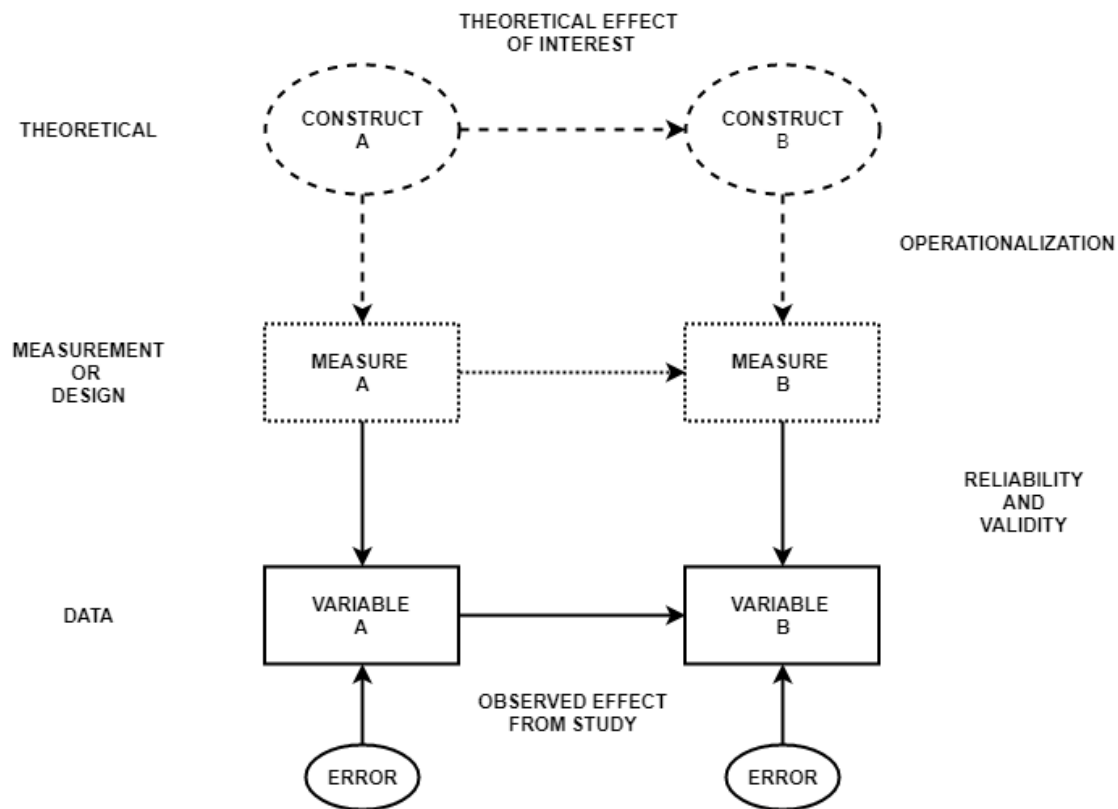 THEORETICAL EFFECT
OF INTEREST
THEORETICAL
CONSTRUCT
A
CONSTRUCT
B
OPERATIONALIZATION
MEASUREMENT
OR
DESIGN
MEASURE
A
MEASURE
B
RELIABILITY
AND
VALIDITY
DATA
VARIABLE
A
VARIABLE
B
OBSERVED EFFECT
FROM STUDY
ERROR
ERROR